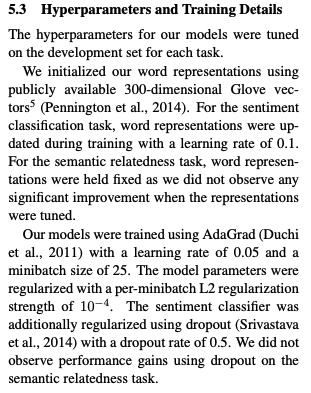 5.3 Hyperparameters and Training Details
The hyperparameters for our models were tuned
on the development set for each task.
We initialized our word representations using
publicly available 300-dimensional Glove vec-
tors⁵ (Pennington et al., 2014). For the sentiment
classification task, word representations were up-
dated during training with a learning rate of 0.1.
For the semantic relatedness task, word represen-
tations were held fixed as we did not observe any
significant improvement when the representations
were tuned.
Our models were trained using AdaGrad (Duchi
et al., 2011) with a learning rate of 0.05 and a
minibatch size of 25. The model parameters were
regularized with a per-minibatch L2 regularization
strength of 10⁻⁴. The sentiment classifier was
additionally regularized using dropout (Srivastava
et al., 2014) with a dropout rate of 0.5. We did not
observe performance gains using dropout on the
semantic relatedness task.